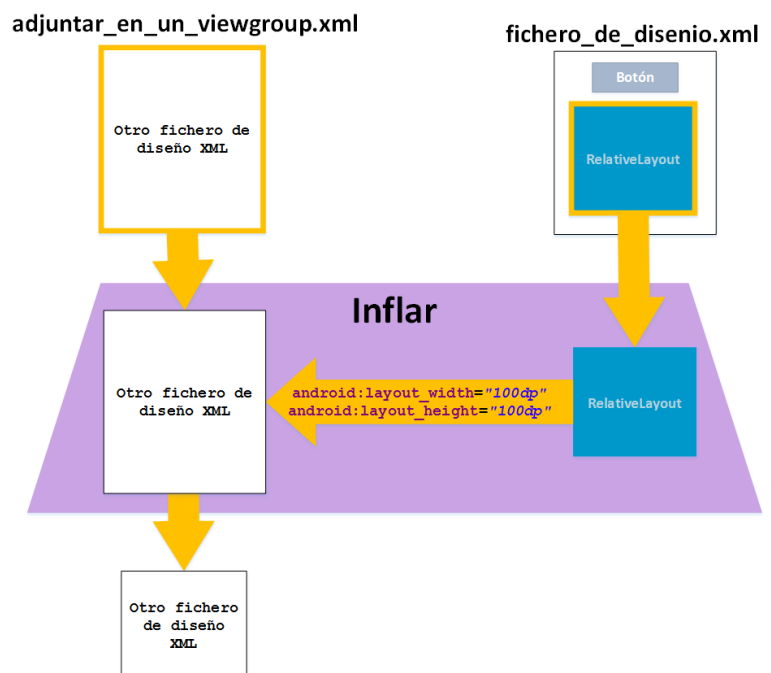 adjuntar_en_un_viewgroup.xml
fichero_de_disenio.xml
Botón
Otro fichero de
diseño XML
RelativeLayout
Inflar
Otro fichero de
diseño XML
android:layout_width="100dp"
android:layout_height="100dp"
RelativeLayout
Otro fichero
de diseño
XML